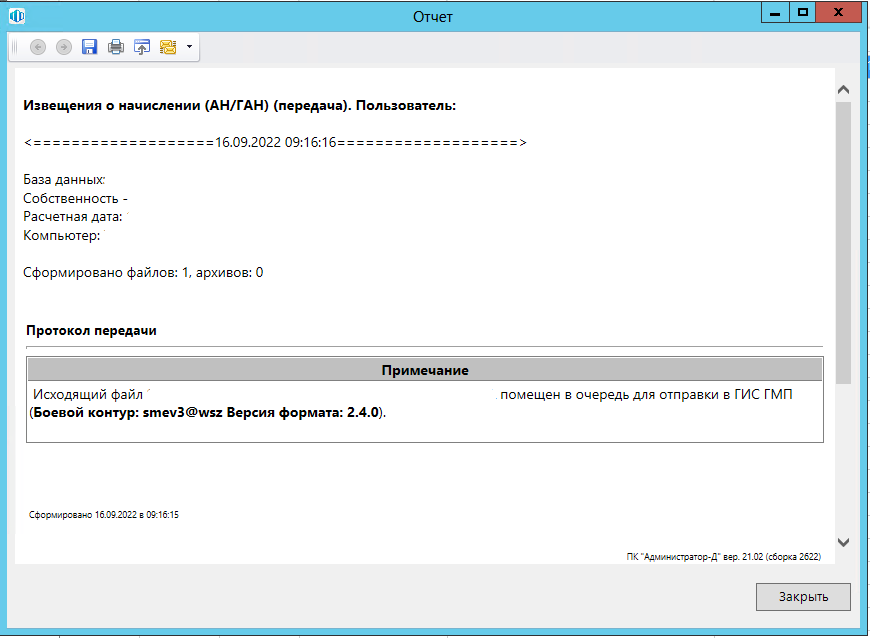 Отчет
Извещения о начислении (АН/ГАН) (передача). Пользователь:
<===================16.09.2022 09:16:16===================>
База данных:
Собственность -
Расчетная дата:
Компьютер:
Сформировано файлов: 1, архивов: 0
Протокол передачи
Примечание
Исходящий файл помещен в очередь для отправки в ГИС ГМП
(Боевой контур: smev3@wsz Версия формата: 2.4.0).
Сформировано 16.09.2022 в 09:16:15
ПК "Администратор-Д" вер. 21.02 (сборка 2622)
Закрыть